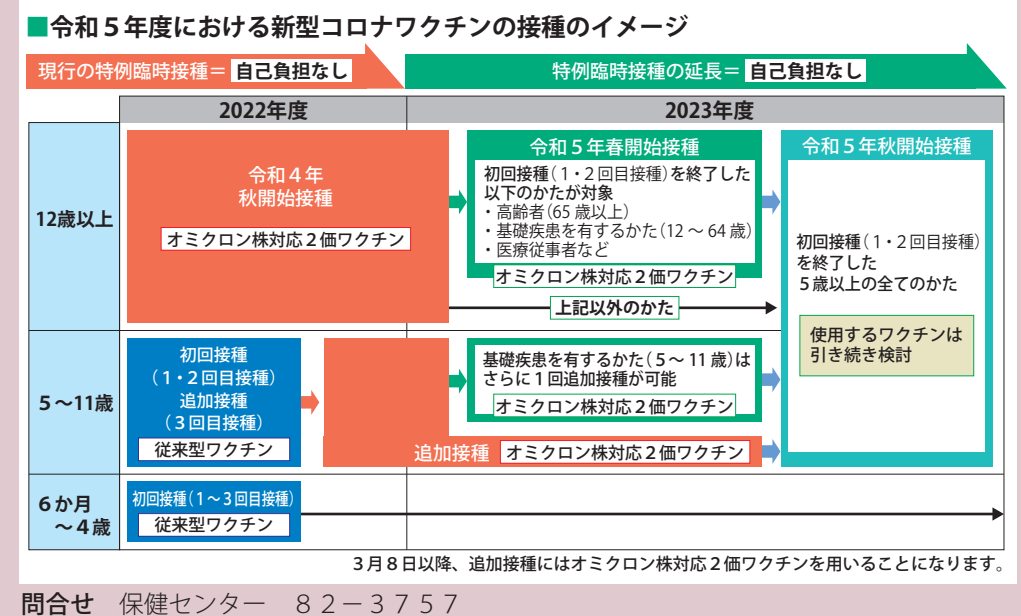 ■令和５年度における新型コロナワクチンの接種のイメージ
現行の特例臨時接種＝ 自己負担なし
特例臨時接種の延長＝ 自己負担なし
2022年度
2023年度
12歳以上
令和４年
秋開始接種
オミクロン株対応２価ワクチン
令和５年春開始接種
初回接種（１・２回目接種）を終了した
以下のかたが対象
・高齢者（65歳以上）
・基礎疾患を有するかた（12～64歳）
・医療従事者など
オミクロン株対応２価ワクチン
上記以外のかた
令和５年秋開始接種
初回接種（１・２回目接種）
を終了した
５歳以上の全てのかた
使用するワクチンは
引き続き検討
５～11歳
初回接種
（１・２回目接種）
追加接種
（３回目接種）
従来型ワクチン
基礎疾患を有するかた（５～11歳）は
さらに１回追加接種が可能
オミクロン株対応２価ワクチン
追加接種 オミクロン株対応２価ワクチン
６か月
～４歳
初回接種（１～３回目接種）
従来型ワクチン
３月８日以降、追加接種にはオミクロン株対応２価ワクチンを用いることになります。
問合せ　保健センター　８２－３７５７